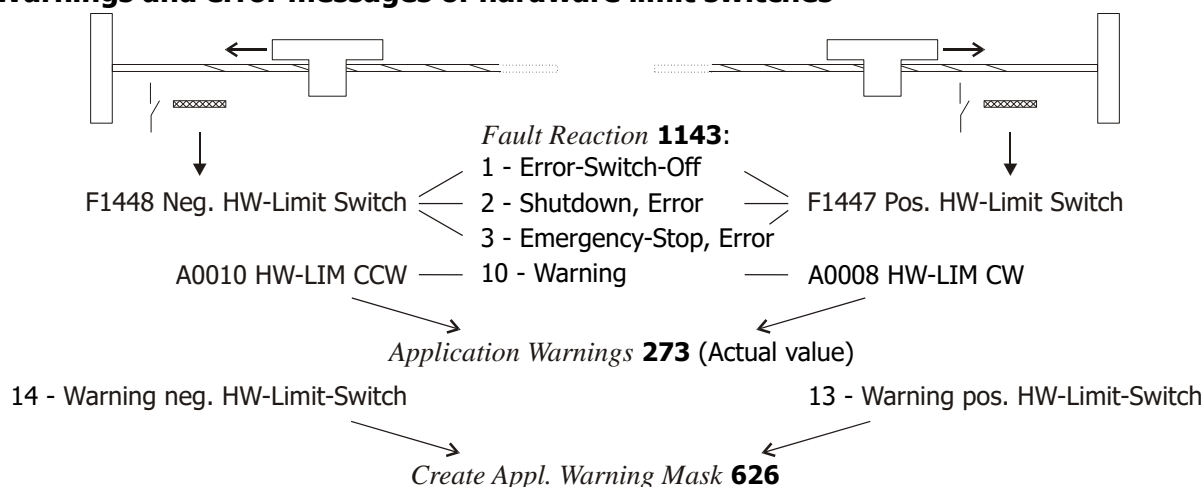 Warnings and error messages of hardware limit switches
Fault Reaction 1143:
1 - Error-Switch-Off
F1448 Neg. HW-Limit Switch
2 - Shutdown, Error
F1447 Pos. HW-Limit Switch
3 - Emergency-Stop, Error
A0010 HW-LIM CCW
10 - Warning
A0008 HW-LIM CW
Application Warnings 273 (Actual value)
14 - Warning neg. HW-Limit-Switch
13 - Warning pos. HW-Limit-Switch
Create Appl. Warning Mask 626